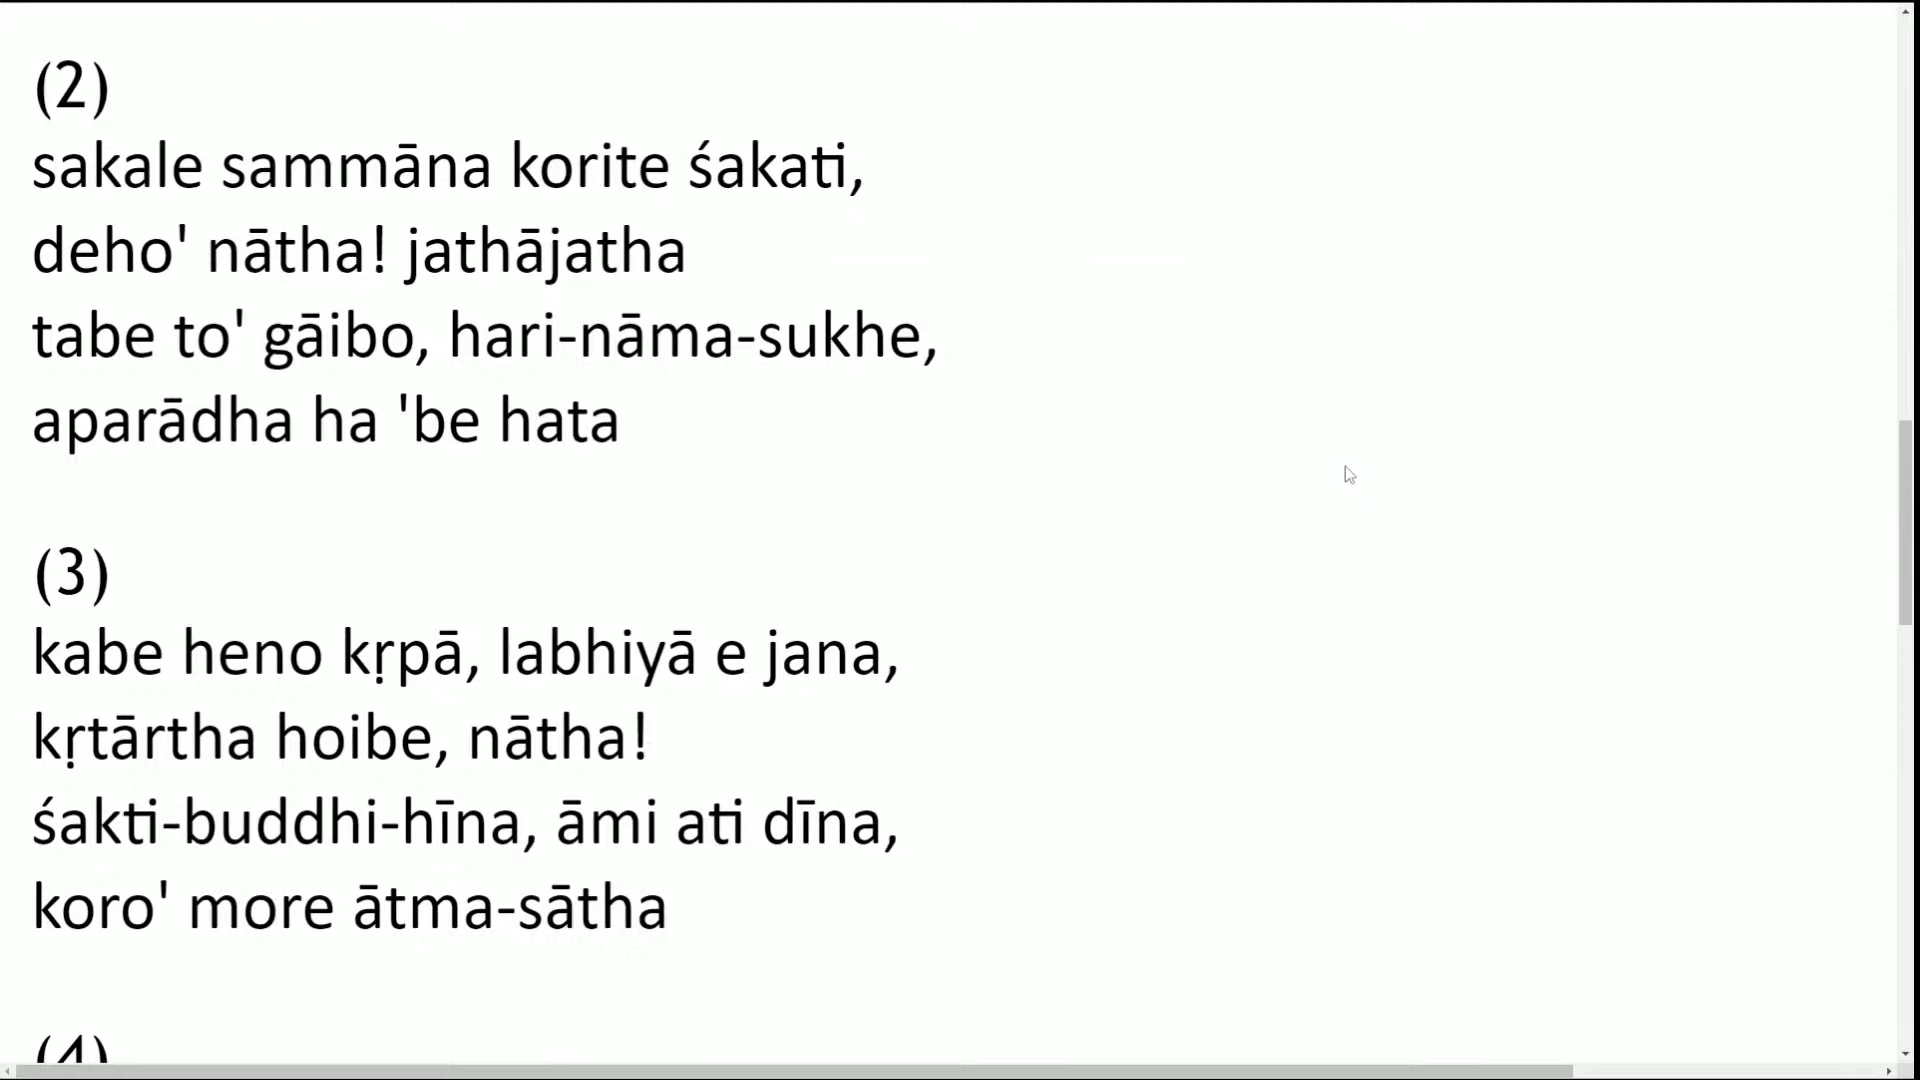 (2)
sakale sammāna korite śakati,
deho' nātha! jathājatha
tabe to' gāibo, hari-nāma-sukhe,
aparādha ha 'be hata
(3)
kabe heno kṛpā, labhiyā e jana,
kṛtārtha hoibe, nātha!
śakti-buddhi-hīna, āmi ati dīna,
koro' more ātma-sātha
(4)